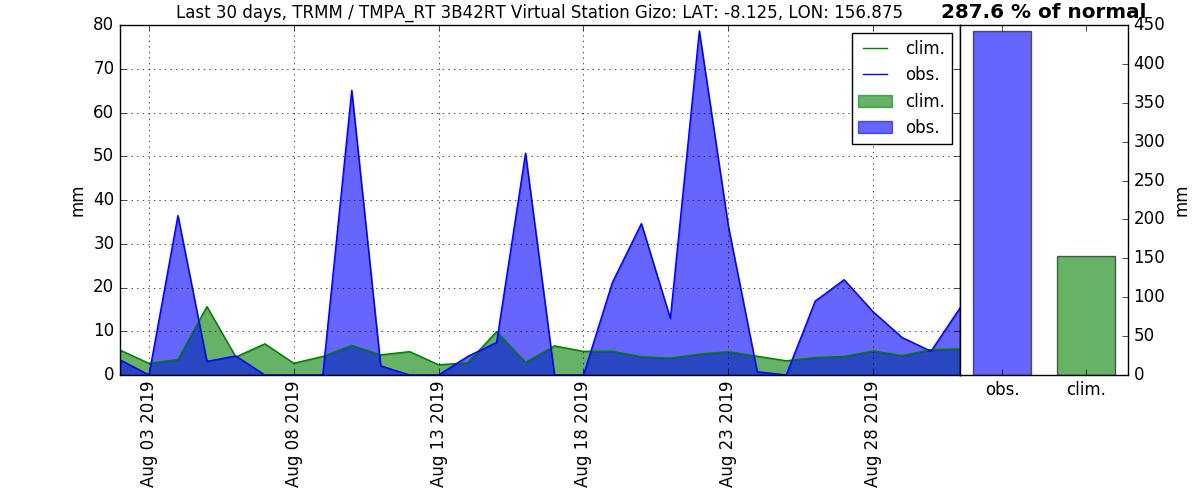 Last 30 days, TRMM / TMPA_RT 3B42RT Virtual Station Gizo: LAT: -8.125, LON: 156.875
287.6 % of normal
80
70
60
50
40
30
20
10
0
mm
clim.
obs.
clim.
obs.
Aug 03 2019
Aug 08 2019
Aug 13 2019
Aug 18 2019
Aug 23 2019
Aug 28 2019
450
400
350
300
250
200
150
100
50
0
mm
obs.
clim.